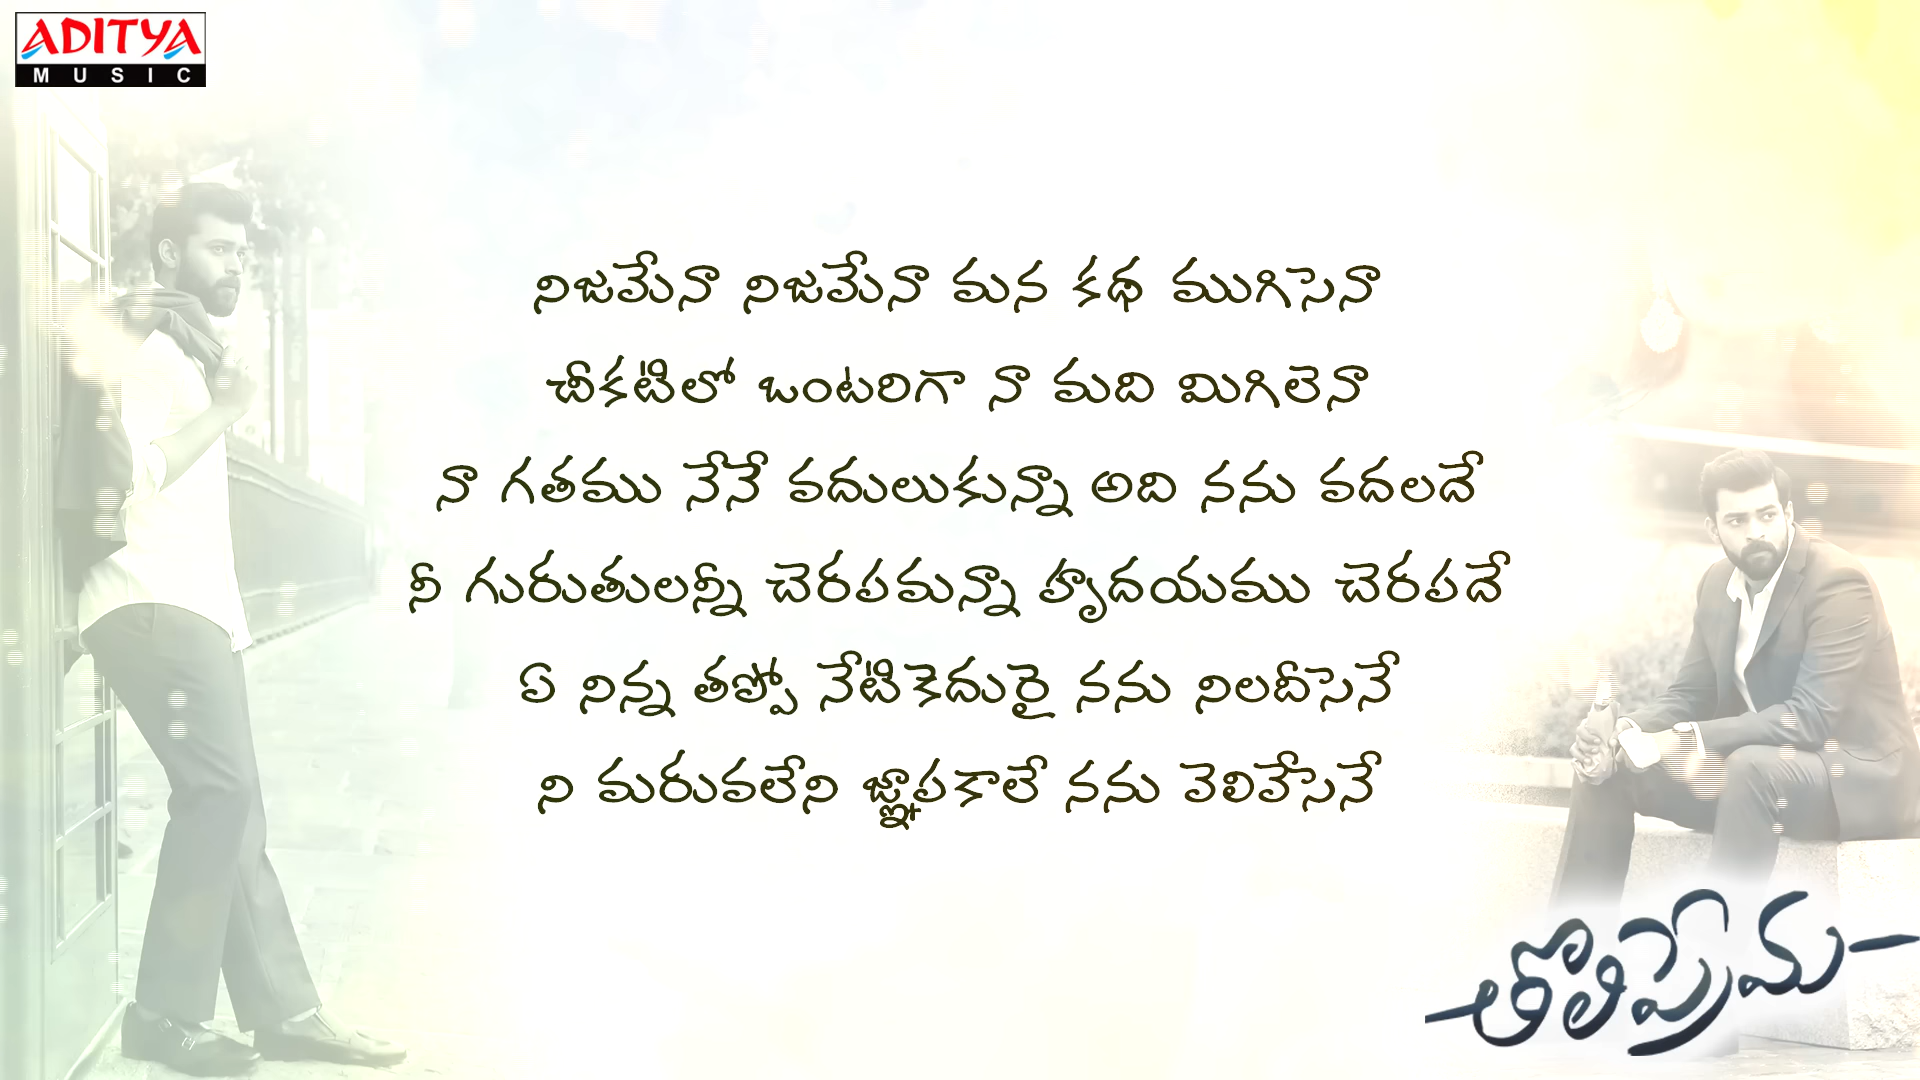 ADITYA
MUSIC
నిజమేనా నిజమేనా మన కథ ముగిసెనా
చీకటిలో ఒంటరిగా నా మది మిగిలెనా
నా గతము నేనే వదులుకున్నా అది నను వదలదే
నీ గురుతులన్నీ చెరపమన్నా హృదయము చెరపదే
ఏ నిన్న తప్పో నేటికెదురై నను నిలదీసెనే
ని మరువలేని జ్ఞాపకాలే నను వెలివేసెనే
తొలిప్రేమ